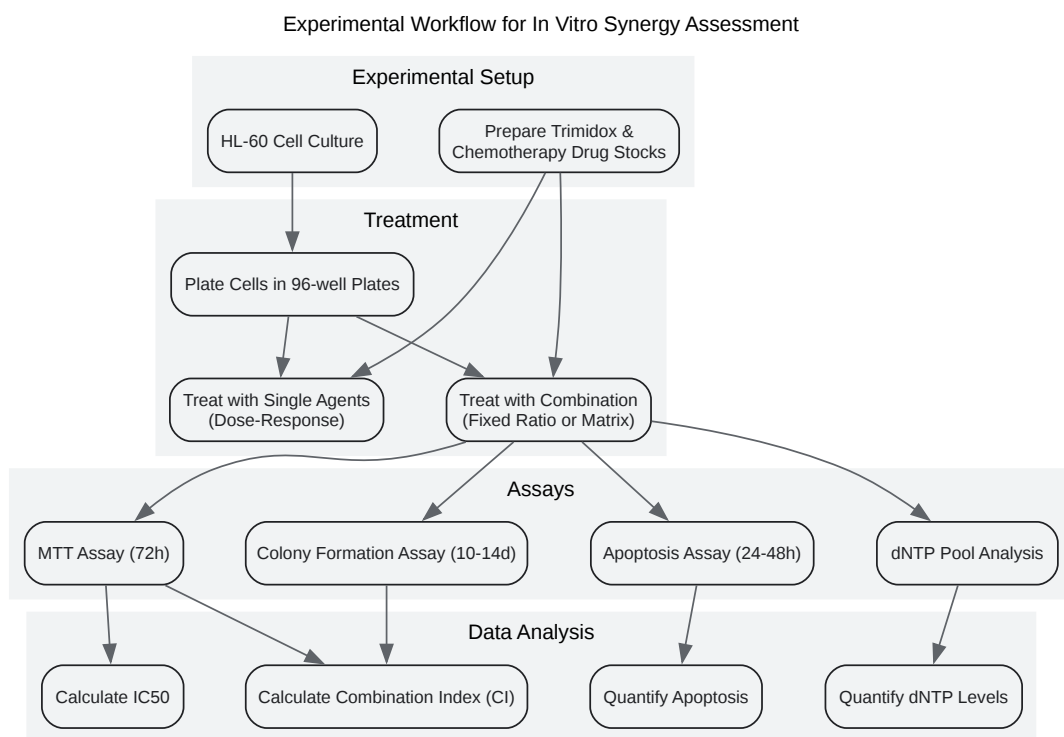 Experimental Workflow for In Vitro Synergy Assessment
Experimental Setup
HL-60 Cell Culture
Prepare Trimidox &
Chemotherapy Drug Stocks
Treatment
Plate Cells in 96-well Plates
Treat with Single Agents
(Dose-Response)
Treat with Combination
(Fixed Ratio or Matrix)
Assays
MTT Assay (72h)
Colony Formation Assay (10-14d)
Apoptosis Assay (24-48h)
dNTP Pool Analysis
Data Analysis
Calculate IC50
Calculate Combination Index (CI)
Quantify Apoptosis
Quantify dNTP Levels